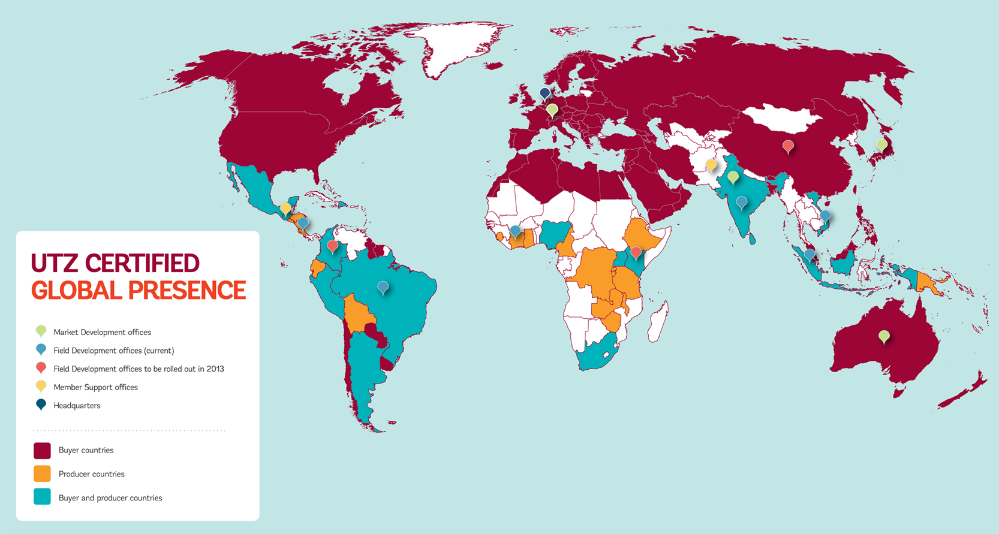 UTZ CERTIFIED
GLOBAL PRESENCE
Market Development offices
Field Development offices (current)
Field Development offices to be rolled out in 2013
Member Support offices
Headquarters
Buyer countries
Producer countries
Buyer and producer countries